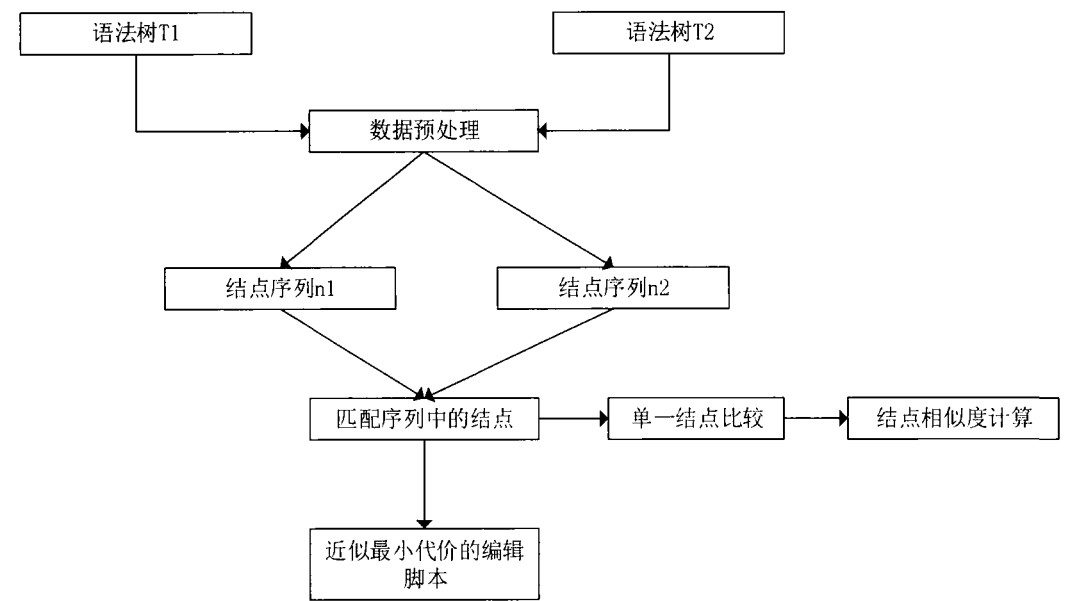 语法树T1
语法树T2
数据预处理
结点序列n1
结点序列n2
匹配序列中的结点
单一结点比较
结点相似度计算
近似最小代价的编辑
脚本